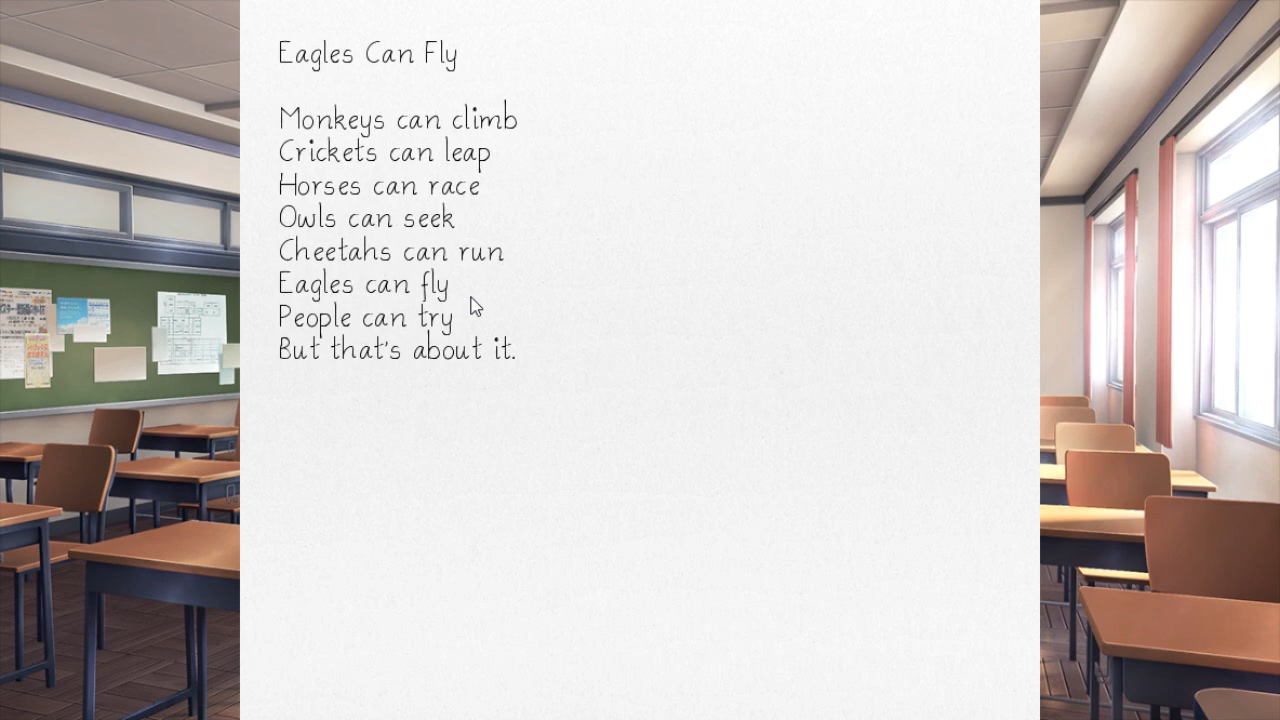 Eagles Can Fly
Monkeys can climb
Crickets can leap
Horses can race
Owls can seek
Cheetahs can run
Eagles can fly
People can try
But that's about it.